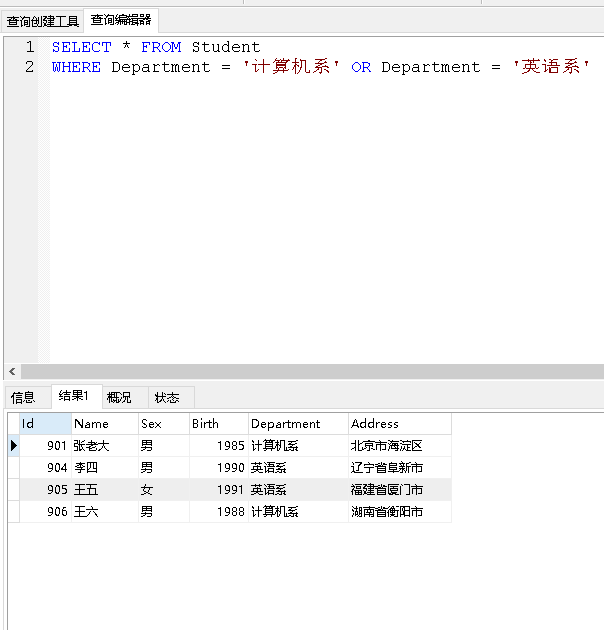 查询创建工具 查询编辑器
1 SELECT * FROM Student
2 WHERE Department = '计算机系' OR Department = '英语系'
信息 结果1 概况 状态
Id Name Sex Birth Department Address
901 张老大 男 1985 计算机系 北京市海淀区
904 李四 男 1990 英语系 辽宁省阜新市
905 王五 女 1991 英语系 福建省厦门市
906 王六 男 1988 计算机系 湖南省衡阳市